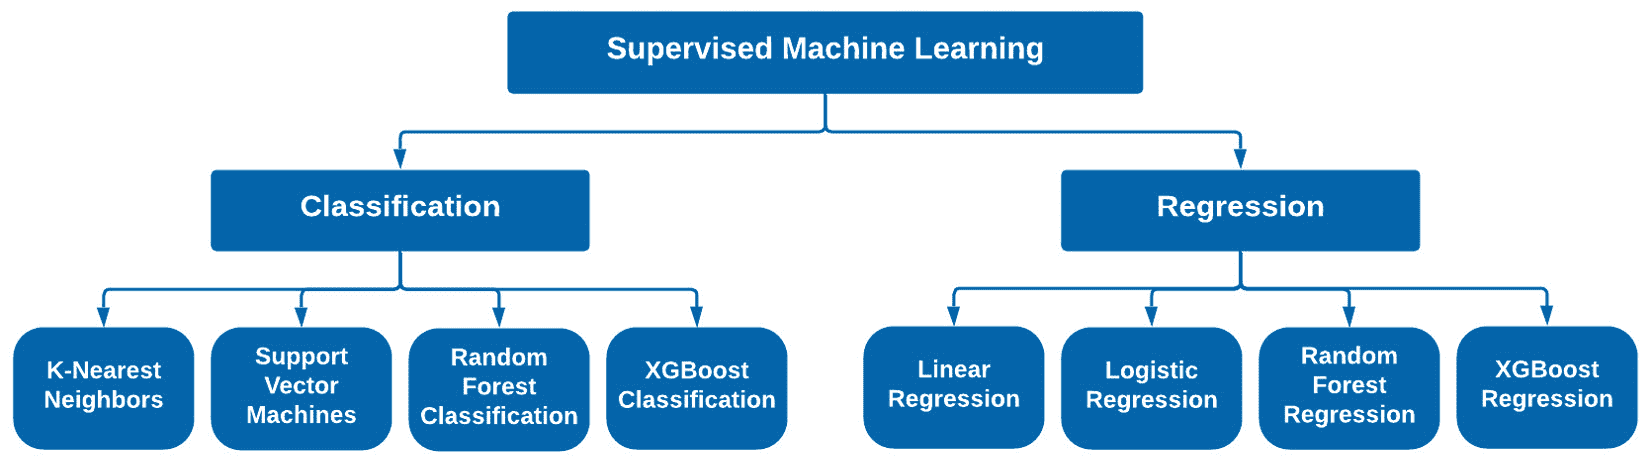 Supervised Machine Learning
Classification
Regression
K-Nearest
Neighbors
Support
Vector
Machines
Random
Forest
Classification
XGBoost
Classification
Linear
Regression
Logistic
Regression
Random
Forest
Regression
XGBoost
Regression